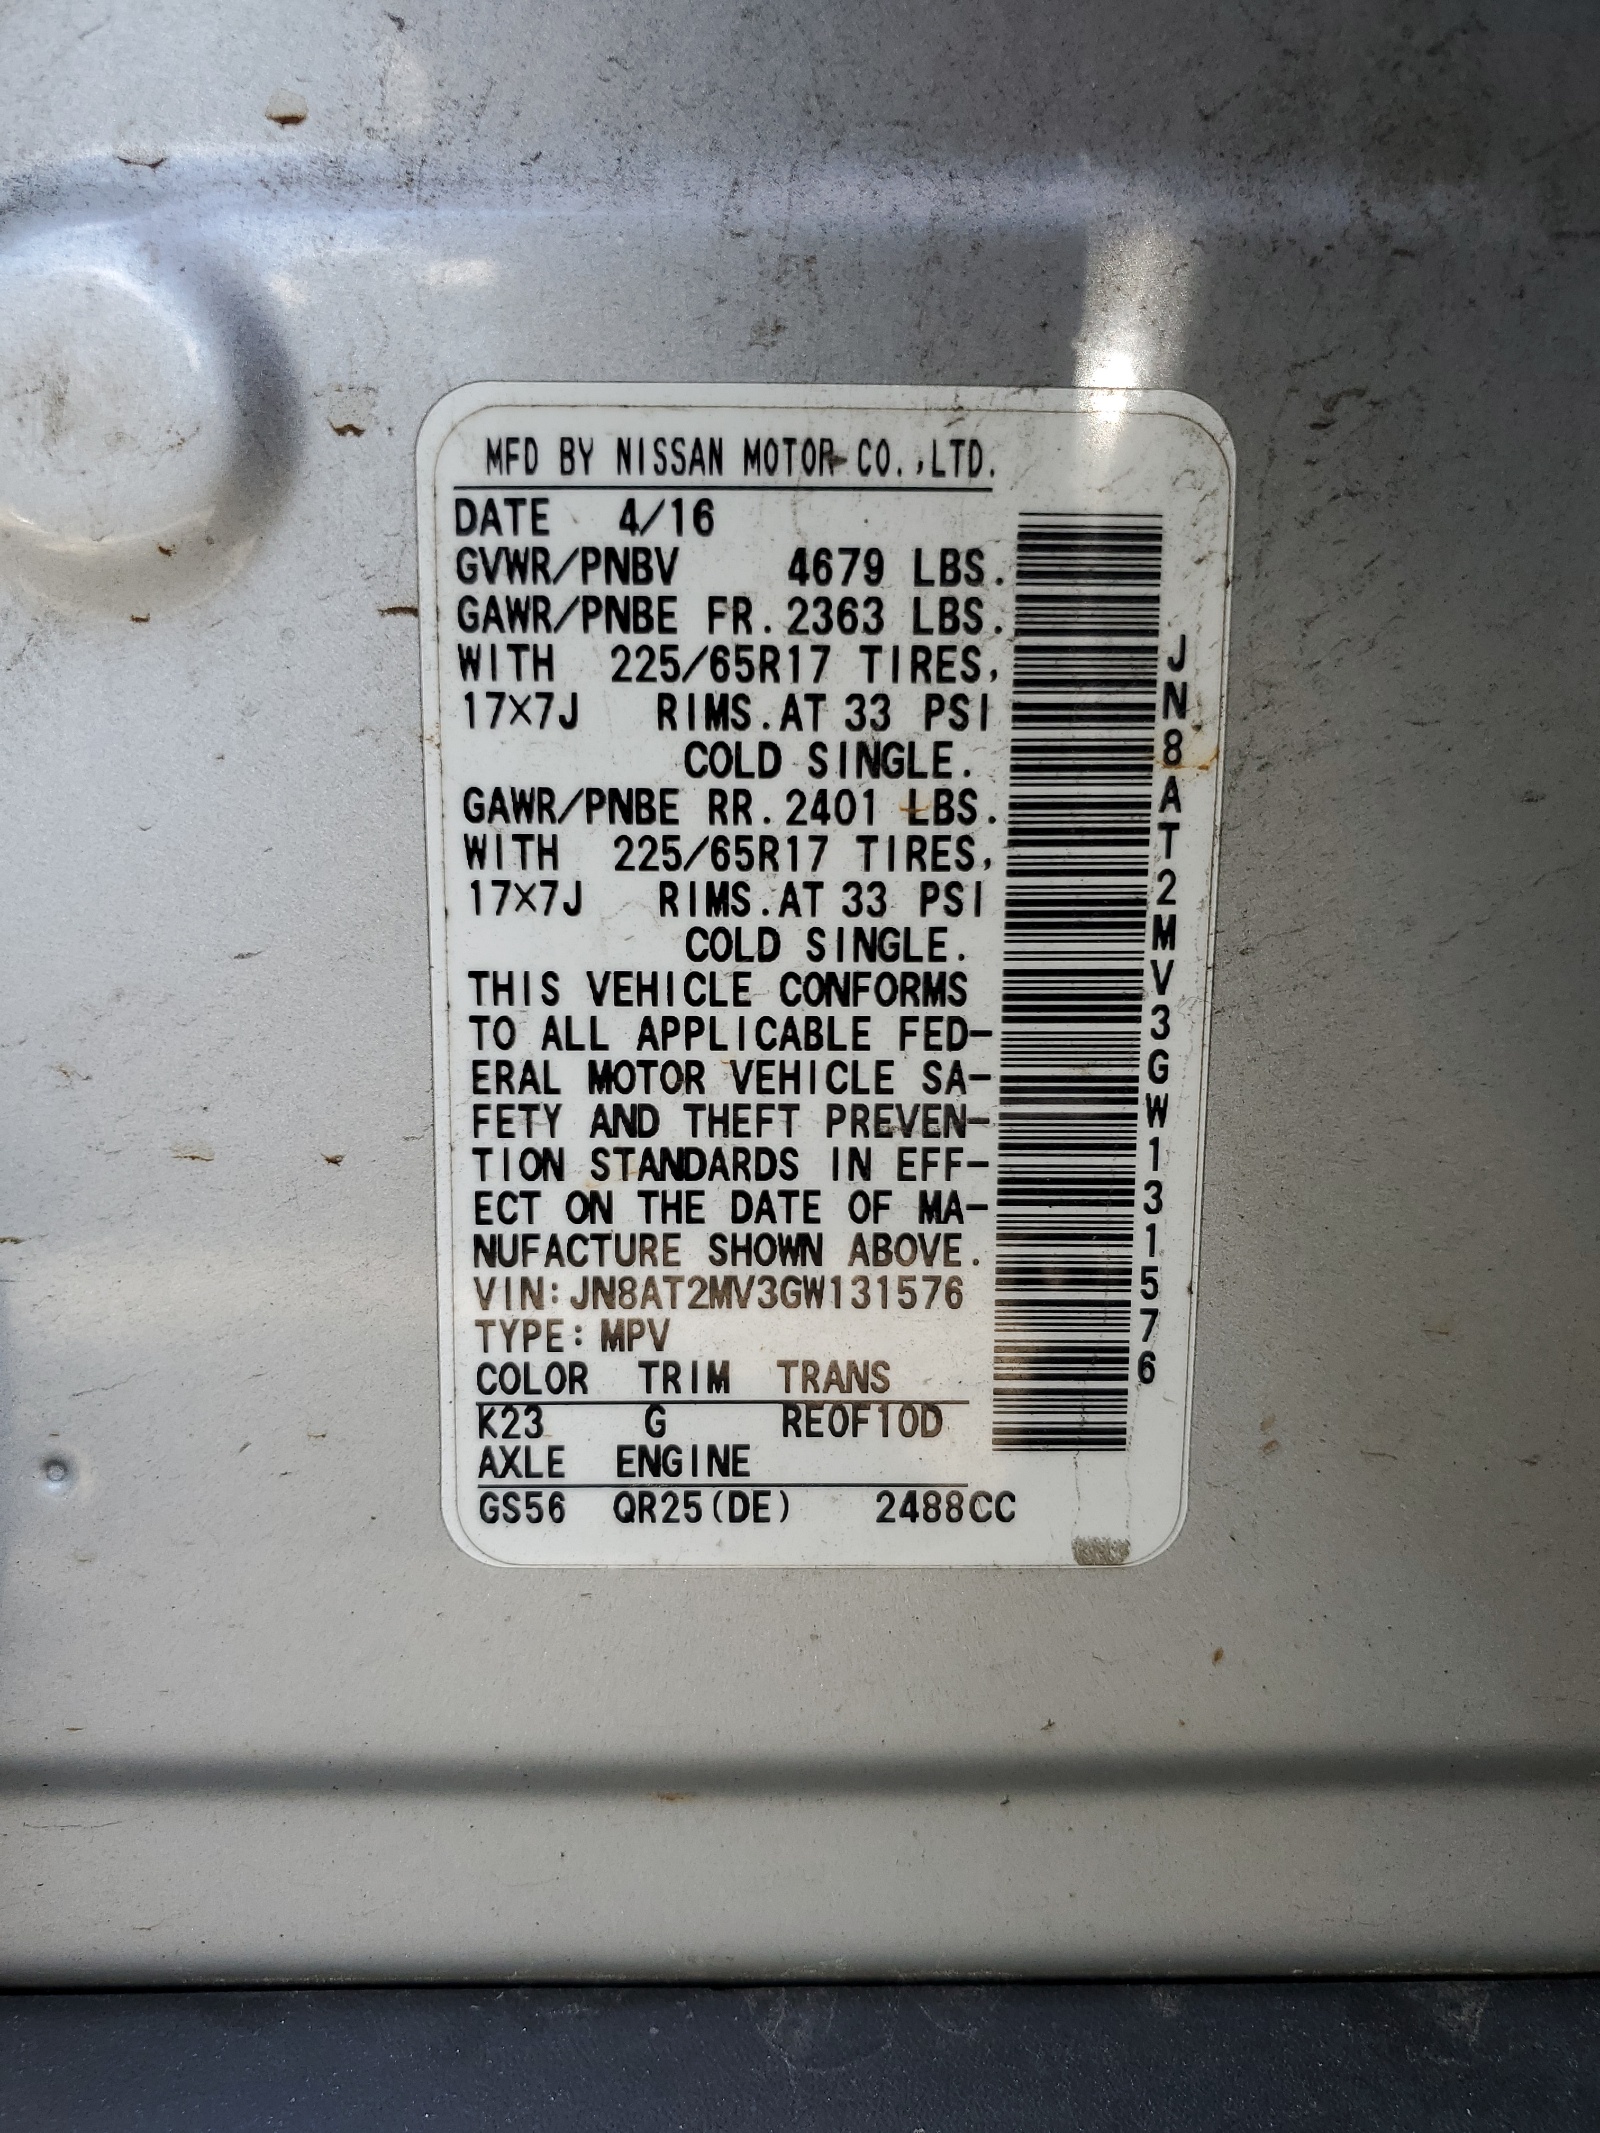 MFD BY NISSAN MOTOR CO.,LTD.
DATE 4/16
GVWR/PNBV 4679 LBS.
GAWR/PNBE FR. 2363 LBS.
WITH 225/65R17 TIRES,
17×7J RIMS.AT 33 PSI
COLD SINGLE.
GAWR/PNBE RR. 2401 LBS.
WITH 225/65R17 TIRES,
17×7J RIMS.AT 33 PSI
COLD SINGLE.
THIS VEHICLE CONFORMS
TO ALL APPLICABLE FED-
ERAL MOTOR VEHICLE SA-
FETY AND THEFT PREVEN-
TION STANDARDS IN EFF-
ECT ON THE DATE OF MA-
NUFACTURE SHOWN ABOVE.
VIN:JN8AT2MV3GW131576
TYPE:MPV
COLOR TRIM TRANS
K23 G RE0F10D
AXLE ENGINE
GS56 QR25(DE) 2488CC
JN8AT2MV3GW131576